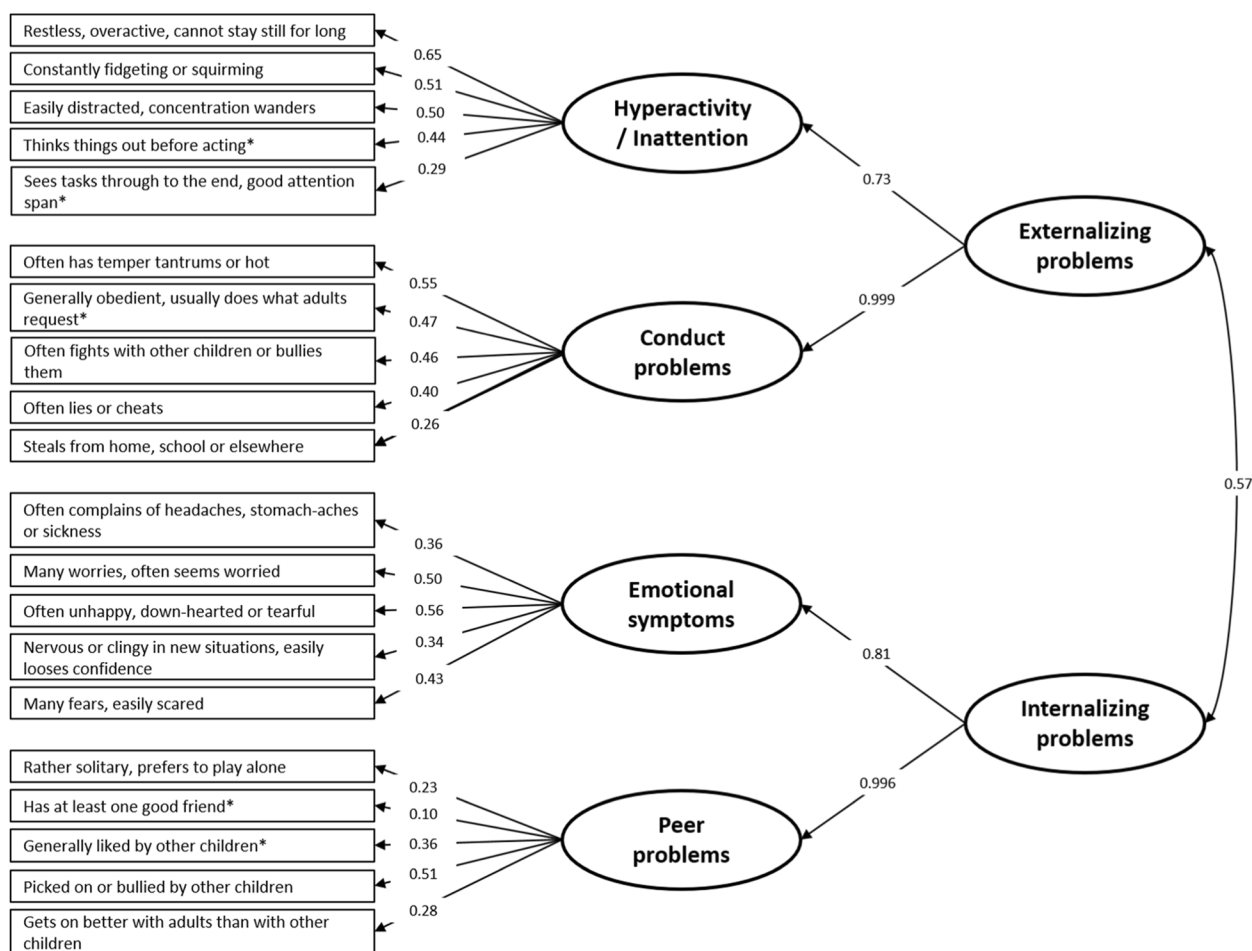 Restless, overactive, cannot stay still for long
0.65
Constantly fidgeting or squirming
0.51
Easily distracted, concentration wanders
0.50
Thinks things out before acting*
0.44
Sees tasks through to the end, good attention
span*
0.29
Hyperactivity
/ Inattention
0.73
Often has temper tantrums or hot
0.55
Generally obedient, usually does what adults
request*
0.47
Often fights with other children or bullies
them
0.46
Often lies or cheats
0.40
Steals from home, school or elsewhere
0.26
Conduct
problems
0.999
Externalizing
problems
0.57
Often complains of headaches, stomach-aches
or sickness
0.36
Many worries, often seems worried
0.50
Often unhappy, down-hearted or tearful
0.56
Nervous or clingy in new situations, easily
looses confidence
0.34
Many fears, easily scared
0.43
Emotional
symptoms
0.81
Rather solitary, prefers to play alone
0.23
Has at least one good friend*
0.10
Generally liked by other children*
0.36
Picked on or bullied by other children
0.51
Gets on better with adults than with other
children
0.28
Peer
problems
0.996
Internalizing
problems